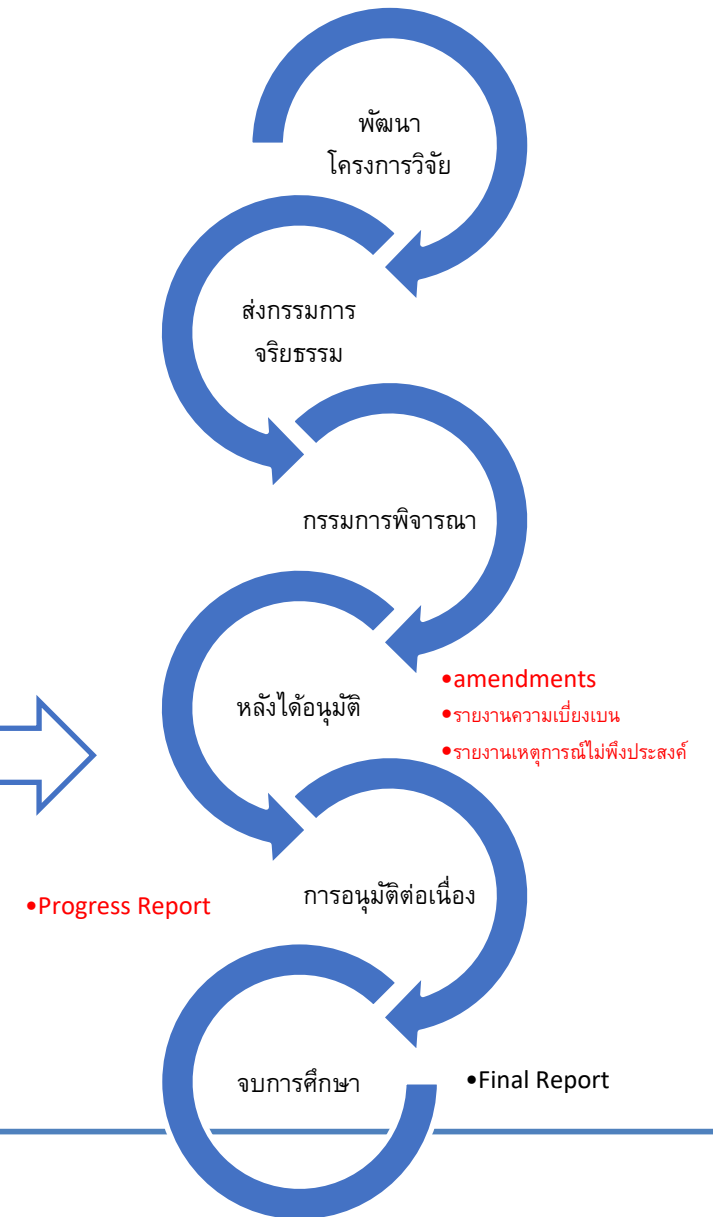 พัฒนา
โครงการวิจัย
ส่งกรรมการ
จริยธรรม
กรรมการพิจารณา
หลังได้อนุมัติ
•amendments
•รายงานความเบี่ยงเบน
•รายงานเหตุการณ์ไม่พึงประสงค์
การอนุมัติต่อเนื่อง
•Progress Report
จบการศึกษา
•Final Report